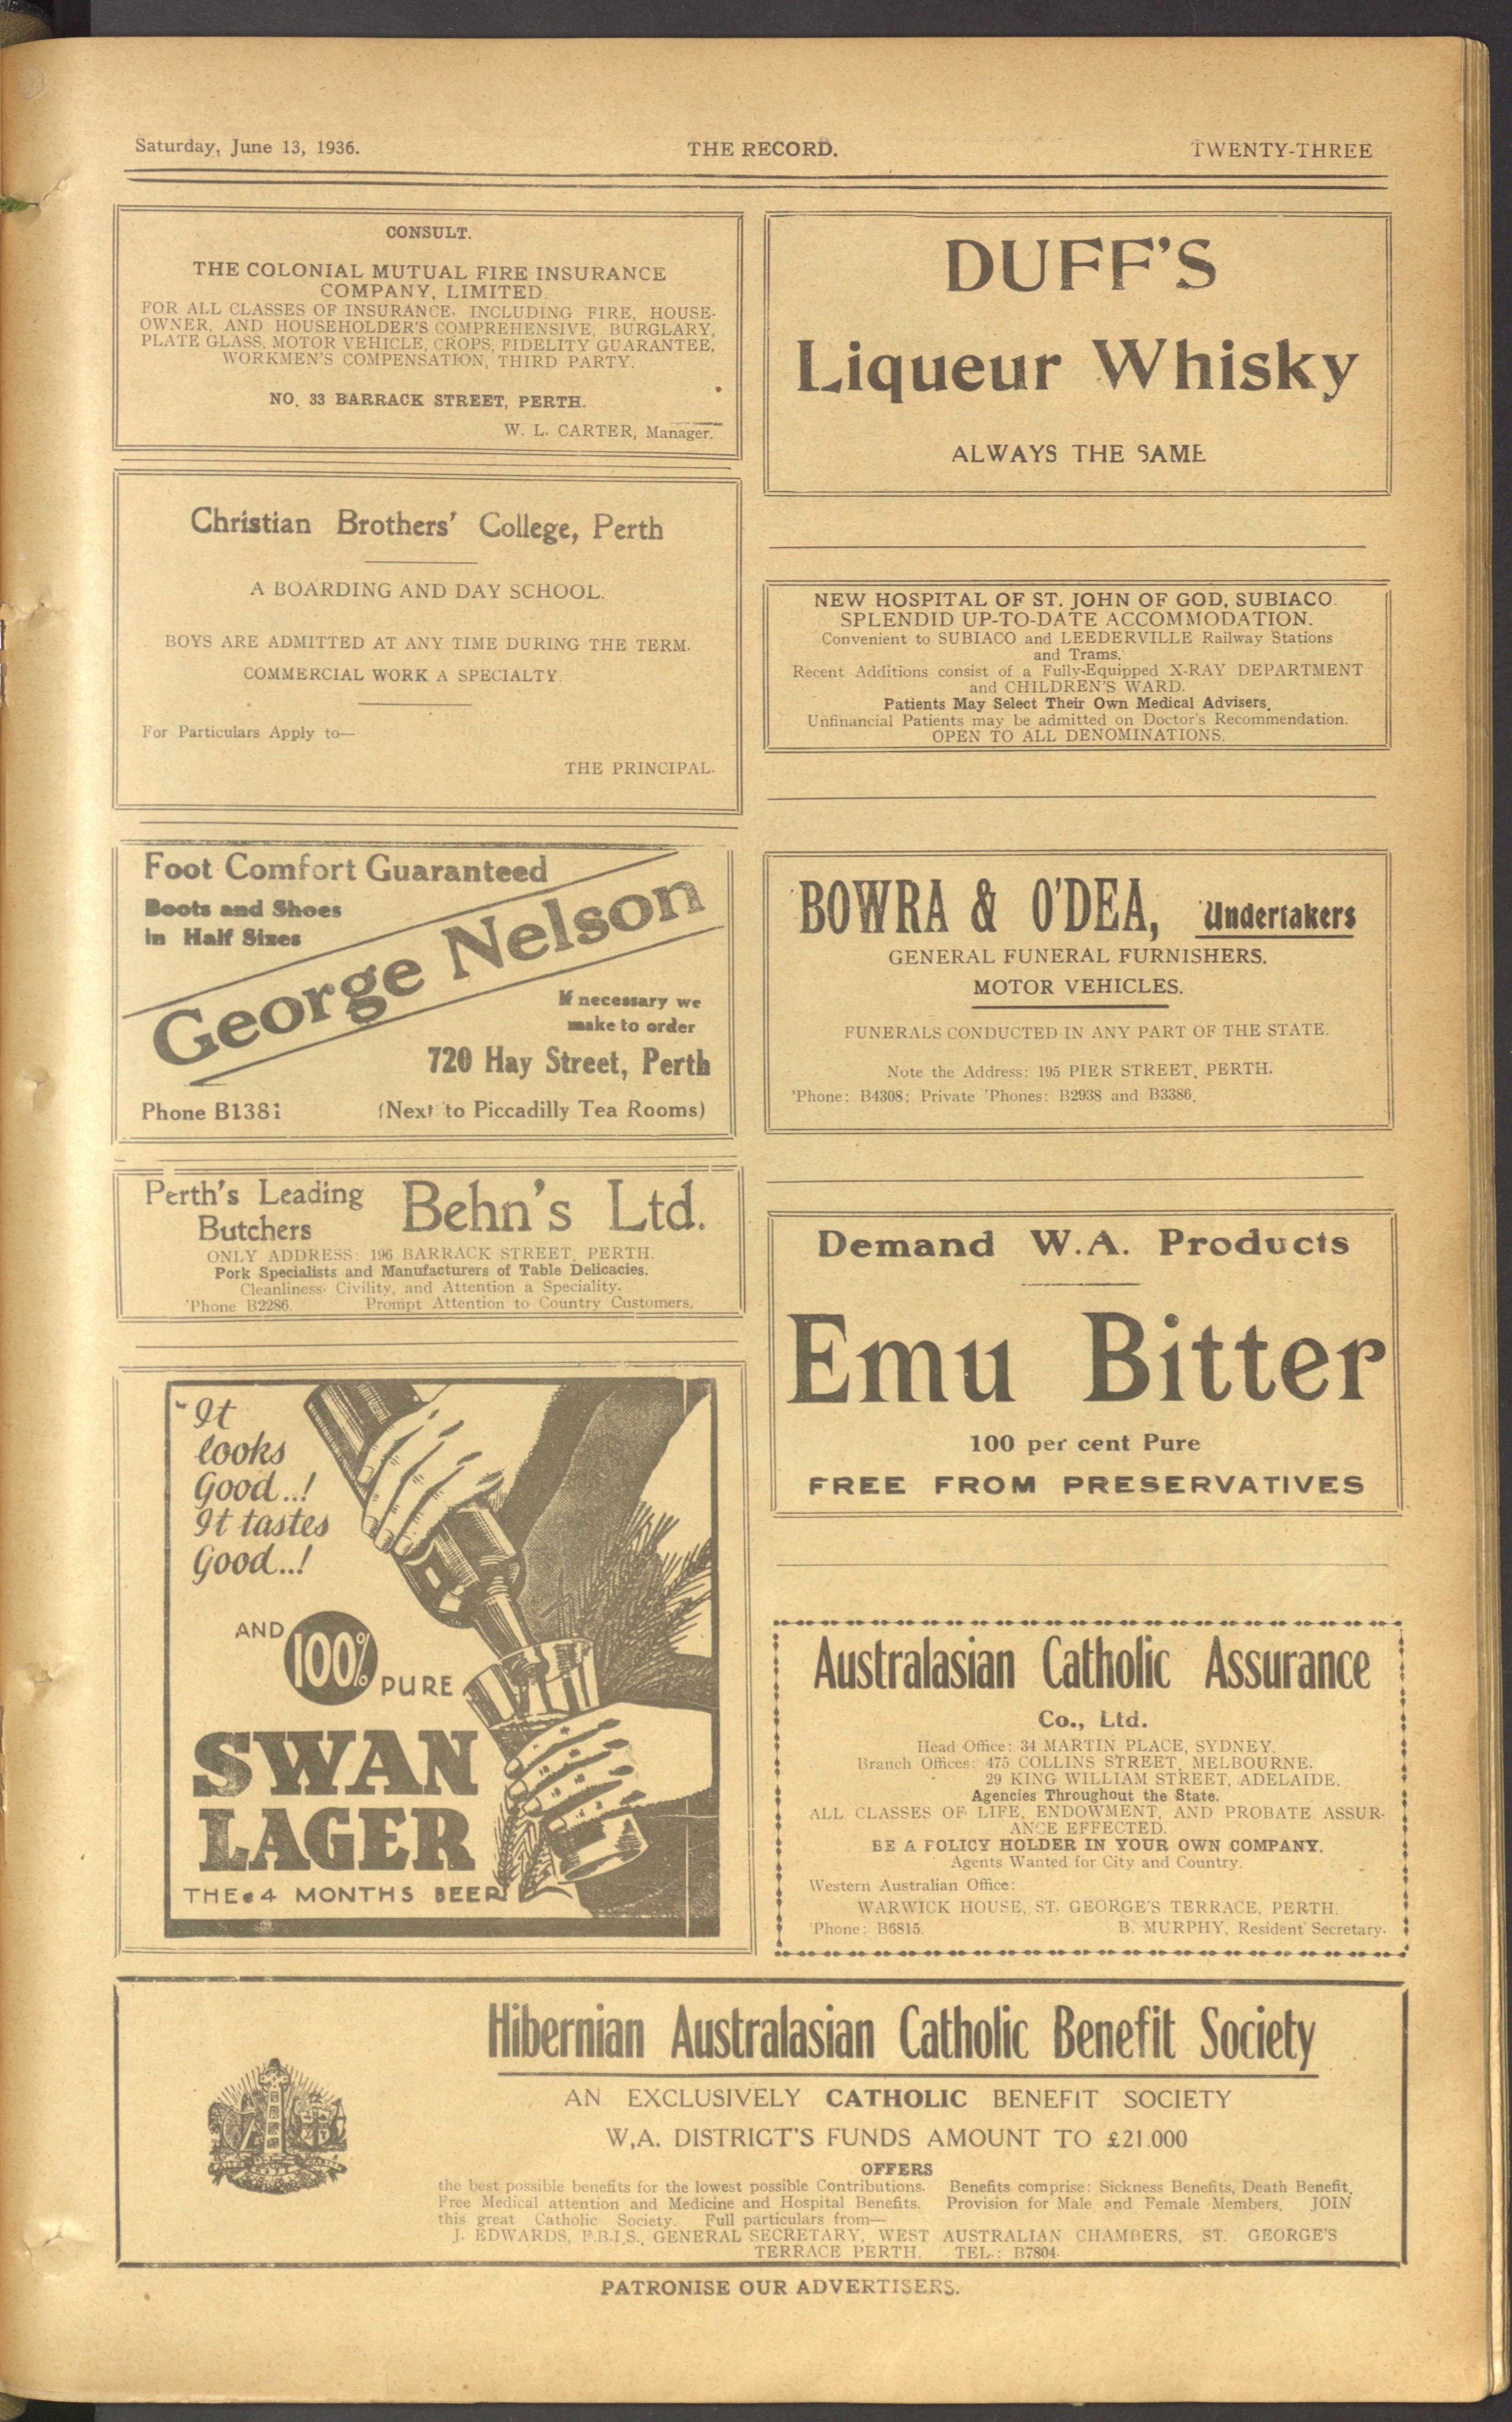 Saturday, June 13, 1936.
THE RECORD.
TWENTY-THREE
CONSULT.
THE COLONIAL MUTUAL FIRE INSURANCE
COMPANY, LIMITED.
FOR ALL CLASSES OF INSURANCE, INCLUDING FIRE, HOUSE-
OWNER, AND HOUSEHOLDER'S COMPREHENSIVE, BURGLARY,
PLATE GLASS, MOTOR VEHICLE, CROPS, FIDELITY GUARANTEE,
WORKMEN'S COMPENSATION, THIRD PARTY.
NO. 33 BARRACK STREET, PERTH.
W. L. CARTER, Manager.
Christian Brothers' College, Perth
A BOARDING AND DAY SCHOOL.
BOYS ARE ADMITTED AT ANY TIME DURING THE TERM.
COMMERCIAL WORK A SPECIALTY.
For Particulars Apply to—
THE PRINCIPAL.
Foot Comfort Guaranteed
Boots and Shoes
in Half Sizes
George Nelson
If necessary we
make to order
720 Hay Street, Perth
Phone B1381 (Next to Piccadilly Tea Rooms)
Perth's Leading
Butchers
Behn's Ltd.
ONLY ADDRESS: 196 BARRACK STREET, PERTH.
Pork Specialists and Manufacturers of Table Delicacies.
Cleanliness, Civility, and Attention a Speciality.
'Phone B2286. Prompt Attention to Country Customers.
"It
looks
Good..!
It tastes
Good..!
AND 100% PURE
SWAN
LAGER
THE 4 MONTHS BEER
DUFF'S
Liqueur Whisky
ALWAYS THE SAME
NEW HOSPITAL OF ST. JOHN OF GOD, SUBIACO.
SPLENDID UP-TO-DATE ACCOMMODATION.
Convenient to SUBIACO and LEEDERVILLE Railway Stations
and Trams.
Recent Additions consist of a Fully-Equipped X-RAY DEPARTMENT
and CHILDREN'S WARD.
Patients May Select Their Own Medical Advisers.
Unfinancial Patients may be admitted on Doctor's Recommendation.
OPEN TO ALL DENOMINATIONS.
BOWRA & O'DEA, Undertakers
GENERAL FUNERAL FURNISHERS.
MOTOR VEHICLES.
FUNERALS CONDUCTED IN ANY PART OF THE STATE.
Note the Address: 195 PIER STREET, PERTH.
'Phone: B4308; Private 'Phones: B2938 and B3386.
Demand W.A. Products
Emu Bitter
100 per cent Pure
FREE FROM PRESERVATIVES
Australasian Catholic Assurance
Co., Ltd.
Head Office: 34 MARTIN PLACE, SYDNEY.
Branch Offices: 475 COLLINS STREET, MELBOURNE.
29 KING WILLIAM STREET, ADELAIDE.
Agencies Throughout the State.
ALL CLASSES OF LIFE, ENDOWMENT, AND PROBATE ASSUR-
ANCE EFFECTED.
BE A POLICY HOLDER IN YOUR OWN COMPANY.
Agents Wanted for City and Country.
Western Australian Office:
WARWICK HOUSE, ST. GEORGE'S TERRACE, PERTH.
'Phone: B6815. B. MURPHY, Resident Secretary.
Hibernian Australasian Catholic Benefit Society
AN EXCLUSIVELY CATHOLIC BENEFIT SOCIETY
W.A. DISTRICT'S FUNDS AMOUNT TO £21.000
OFFERS
the best possible benefits for the lowest possible Contributions. Benefits comprise: Sickness Benefits, Death Benefit,
Free Medical attention and Medicine and Hospital Benefits. Provision for Male and Female Members. JOIN
this great Catholic Society. Full particulars from—
J. EDWARDS, F.B.I.S., GENERAL SECRETARY, WEST AUSTRALIAN CHAMBERS, ST. GEORGE'S
TERRACE PERTH. TEL.: B7804.
PATRONISE OUR ADVERTISERS.